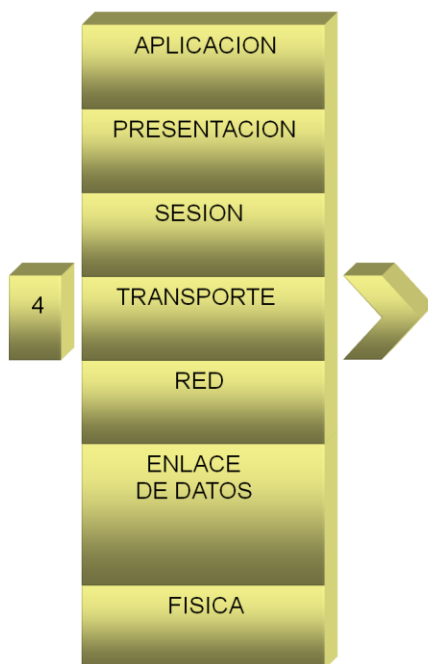 APLICACION
PRESENTACION
SESION
4
TRANSPORTE
RED
ENLACE
DE DATOS
FISICA